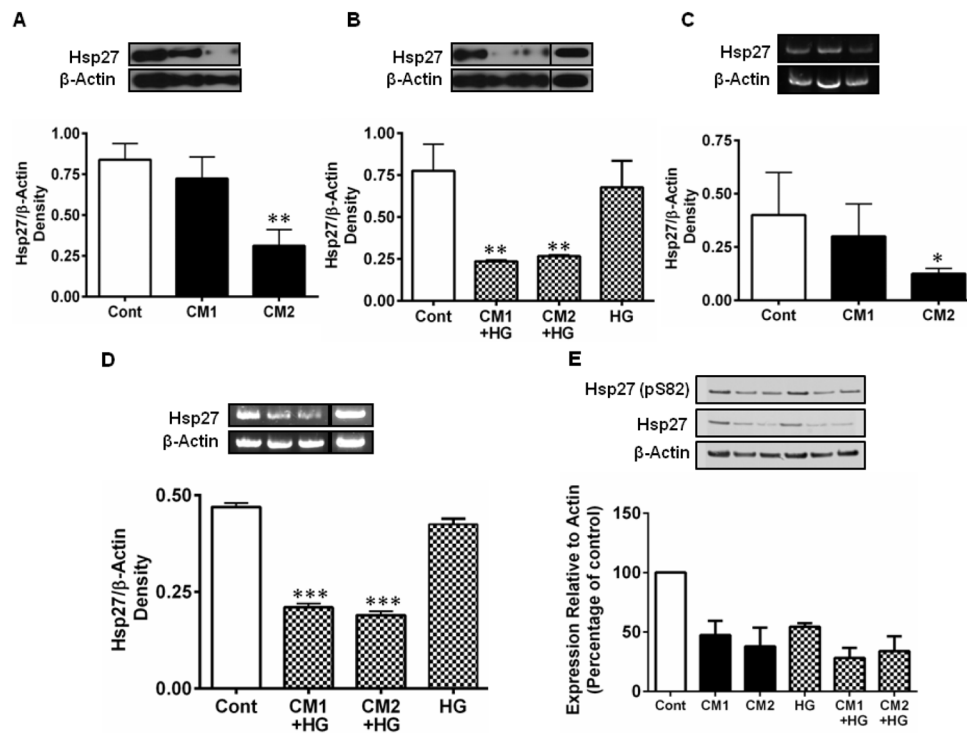 A
Hsp27
β-Actin
Hsp27/β-Actin
Density
1.00
0.75
0.50
0.25
0.00
**
Cont CM1 CM2
B
Hsp27
β-Actin
Hsp27/β-Actin
Density
1.00
0.75
0.50
0.25
0.00
** **
Cont CM1 CM2 HG
+HG +HG
C
Hsp27
β-Actin
Hsp27/β-Actin
Density
0.75
0.50
0.25
0.00
*
Cont CM1 CM2
D
Hsp27
β-Actin
Hsp27/β-Actin
Density
0.50
0.25
0.00
*** ***
Cont CM1 CM2 HG
+HG +HG
E
Hsp27 (pS82)
Hsp27
β-Actin
Expression Relative to Actin
(Percentage of control)
150
100
50
0
Cont CM1 CM2 HG CM1 CM2
+HG +HG